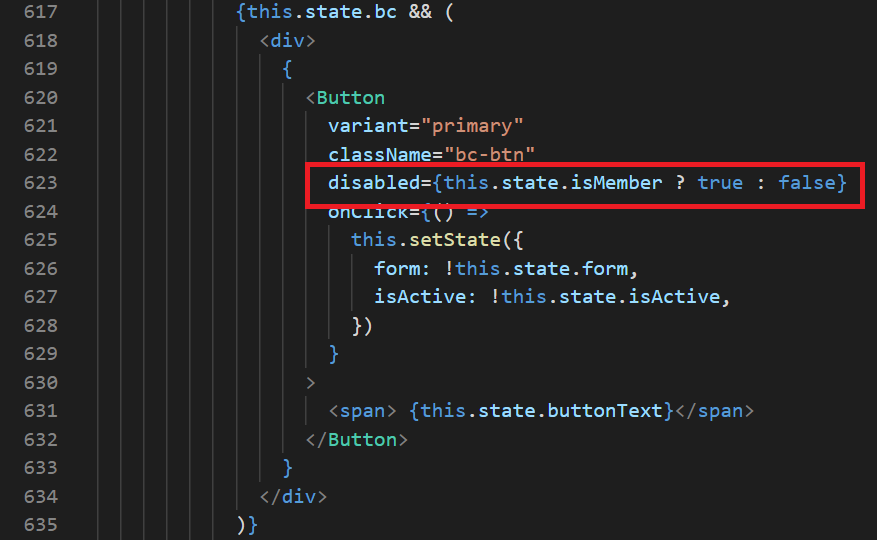 617 {this.state.bc && (
618 <div>
619 {
620 <Button
621 variant="primary"
622 className="bc-btn"
623 disabled={this.state.isMember ? true : false}
624 onClick={() =>
625 this.setState({
626 form: !this.state.form,
627 isActive: !this.state.isActive,
628 })
629 }
630 >
631 <span> {this.state.buttonText}</span>
632 </Button>
633 }
634 </div>
635 )}